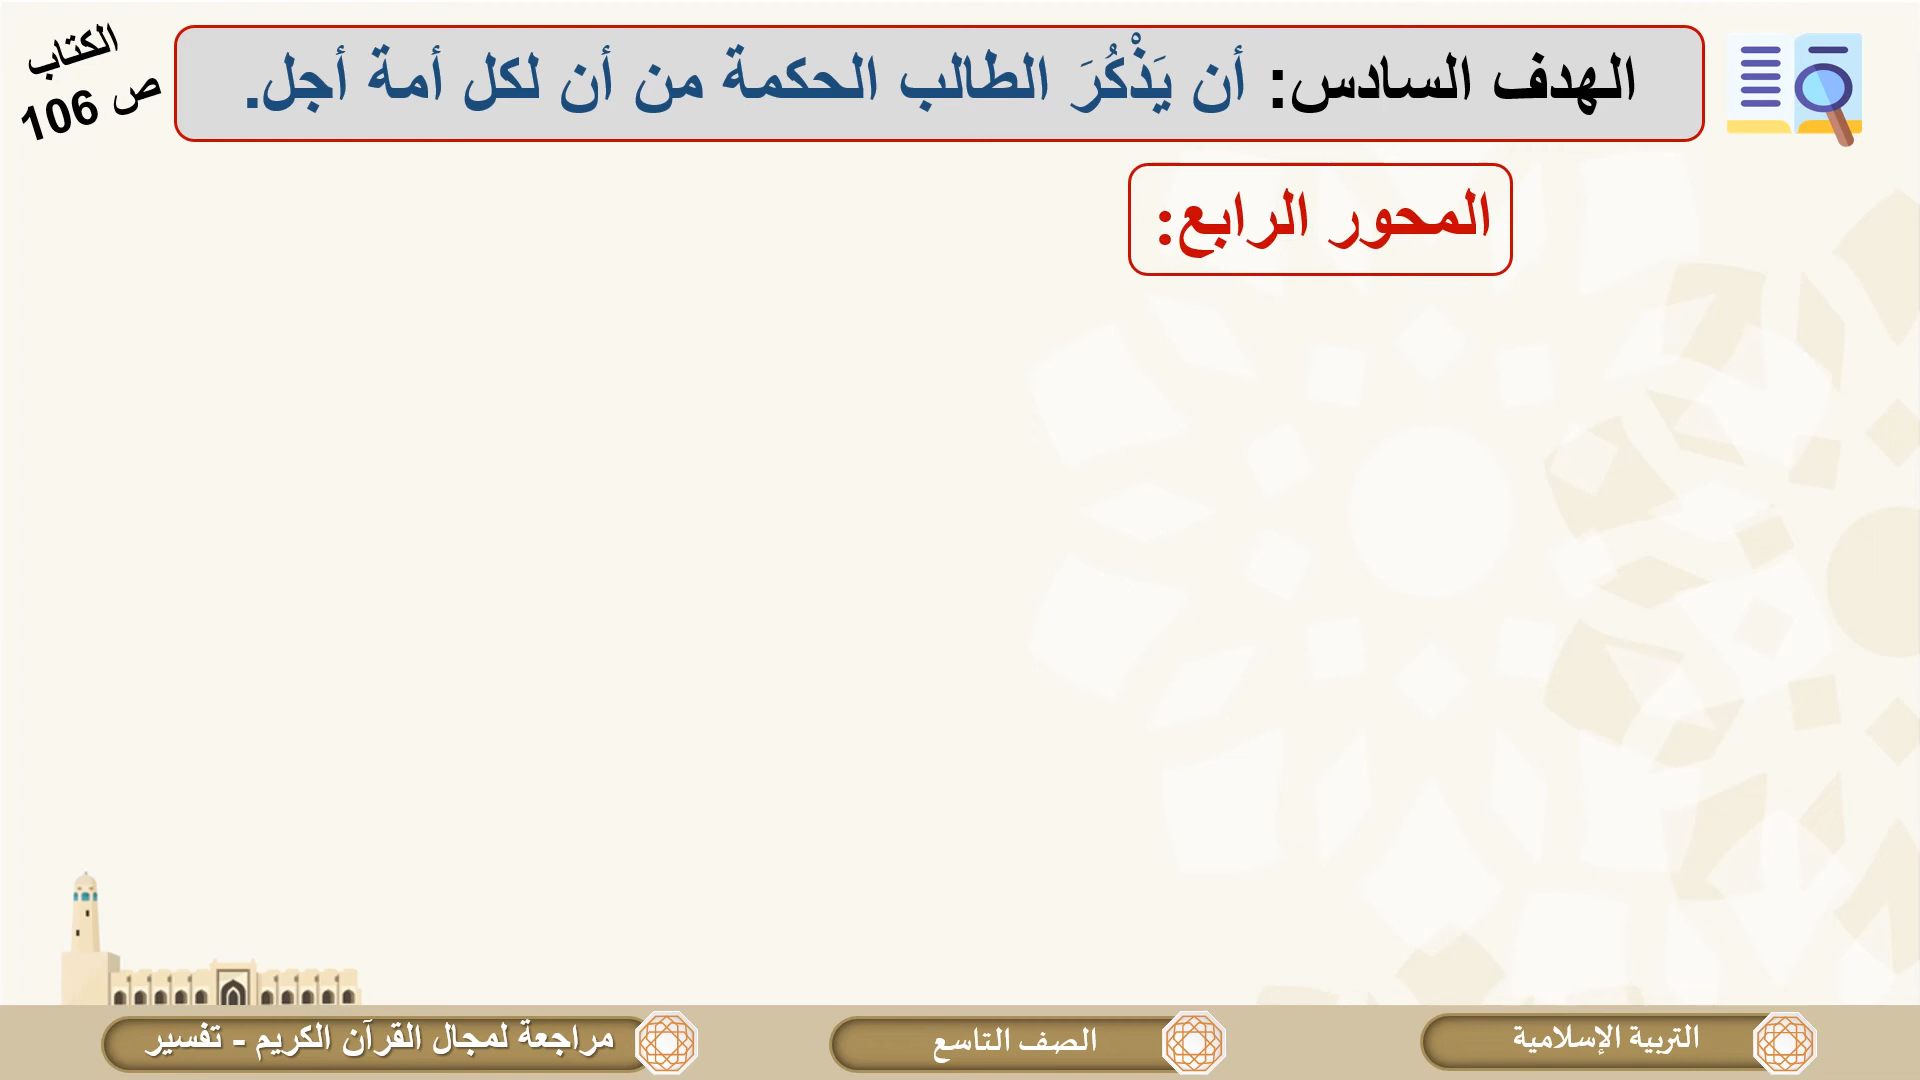 الهدف السادس: أن يَذْكُرَ الطالب الحكمة من أن لكل أمة أجل.
الكتاب
ص 106
المحور الرابع:
التربية الإسلامية
الصف التاسع
مراجعة لمجال القرآن الكريم - تفسير